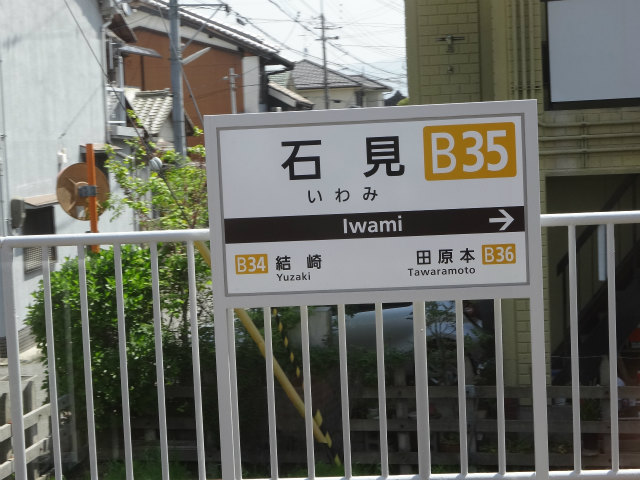 石見 B35
いわみ
Iwami →
B34 結崎 田原本 B36
Yuzaki Tawaramoto